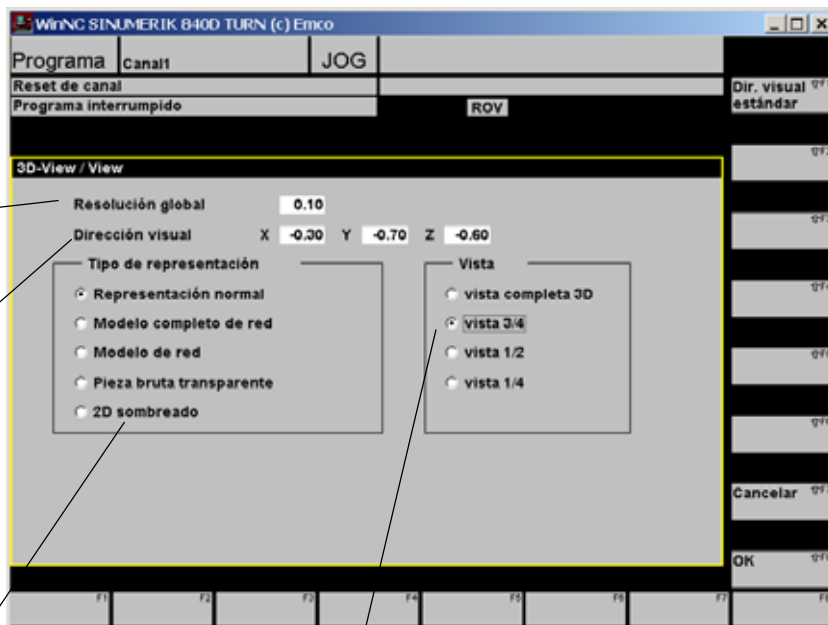 WinNC SINUMERIK 840D TURN (c) Emco
Programa Canal1 JOG
Reset de canal
Programa interrumpido ROV
Dir. visual
estándar
3D-View / View
Resolución global 0.10
Dirección visual X -0.30 Y -0.70 Z -0.60
Tipo de representación
Representación normal
Modelo completo de red
Modelo de red
Pieza bruta transparente
2D sombreado
Vista
vista completa 3D
vista 3/4
vista 1/2
vista 1/4
Cancelar
OK
F1 F2 F3 F4 F5 F6 F7 F8